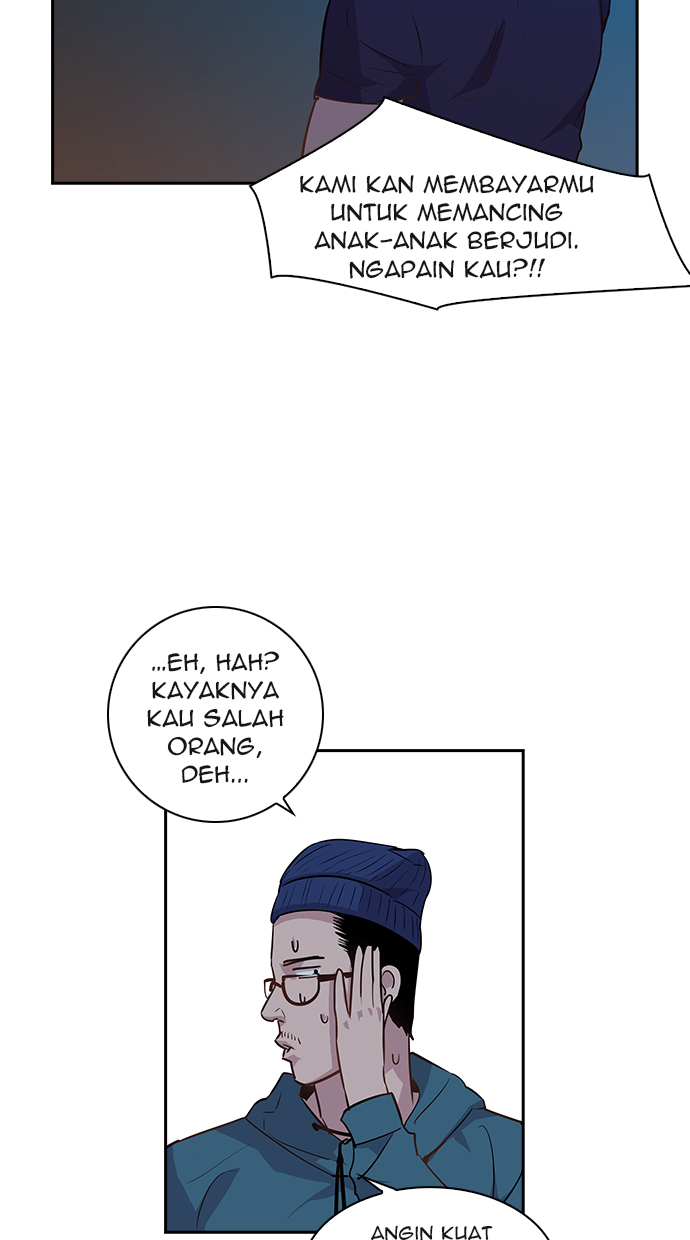 KAMI KAN MEMBAYARMU
UNTUK MEMANCING
ANAK-ANAK BERJUDI.
NGAPAIN KAU?!!
...EH, HAH?
KAYAKNYA
KAU SALAH
ORANG,
DEH...
ANGIN KUAT